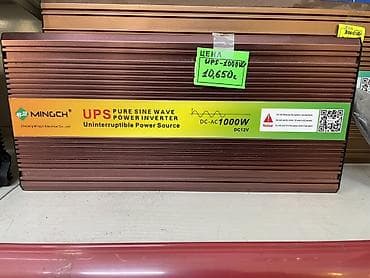 ЦЕНА
UPS-1000W
10,650с
MINGCH
UPS PURE SINE WAVE
POWER INVERTER
Uninterruptible Power Source
DC-AC 1000W
DC12V